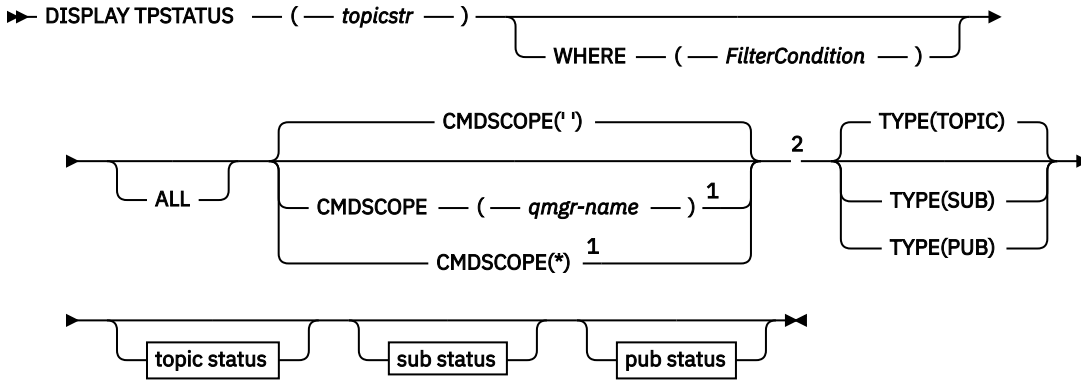 DISPLAY TPSTATUS ( topicstr )
WHERE ( FilterCondition )
ALL
CMDSCOPE(' ')
CMDSCOPE ( qmgr-name ) 1
CMDSCOPE(*) 1
2
TYPE(TOPIC)
TYPE(SUB)
TYPE(PUB)
topic status
sub status
pub status